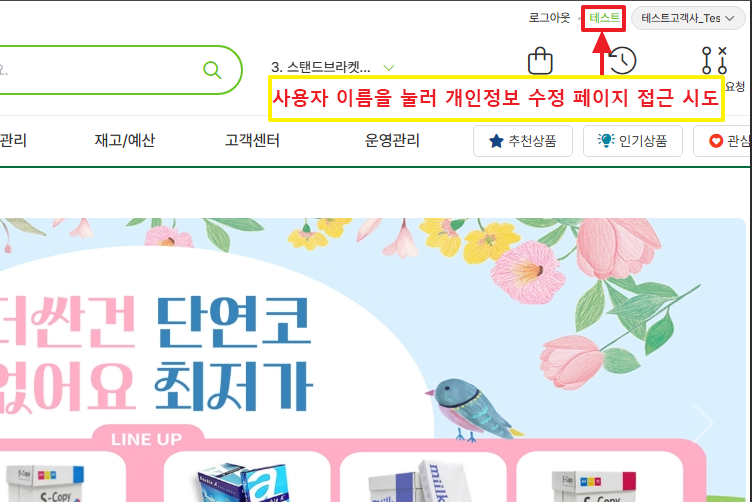 로그아웃
테스트
테스트고객사_Tes
3. 스탠드브라켓...
요청
사용자 이름을 눌러 개인정보 수정 페이지 접근 시도
관리
재고/예산
고객센터
운영관리
추천상품
인기상품
관심
더싼건 단연코
없어요 최저가
LINE UP
S-Copy
Double A
a
miilk
miilk
S-Copy